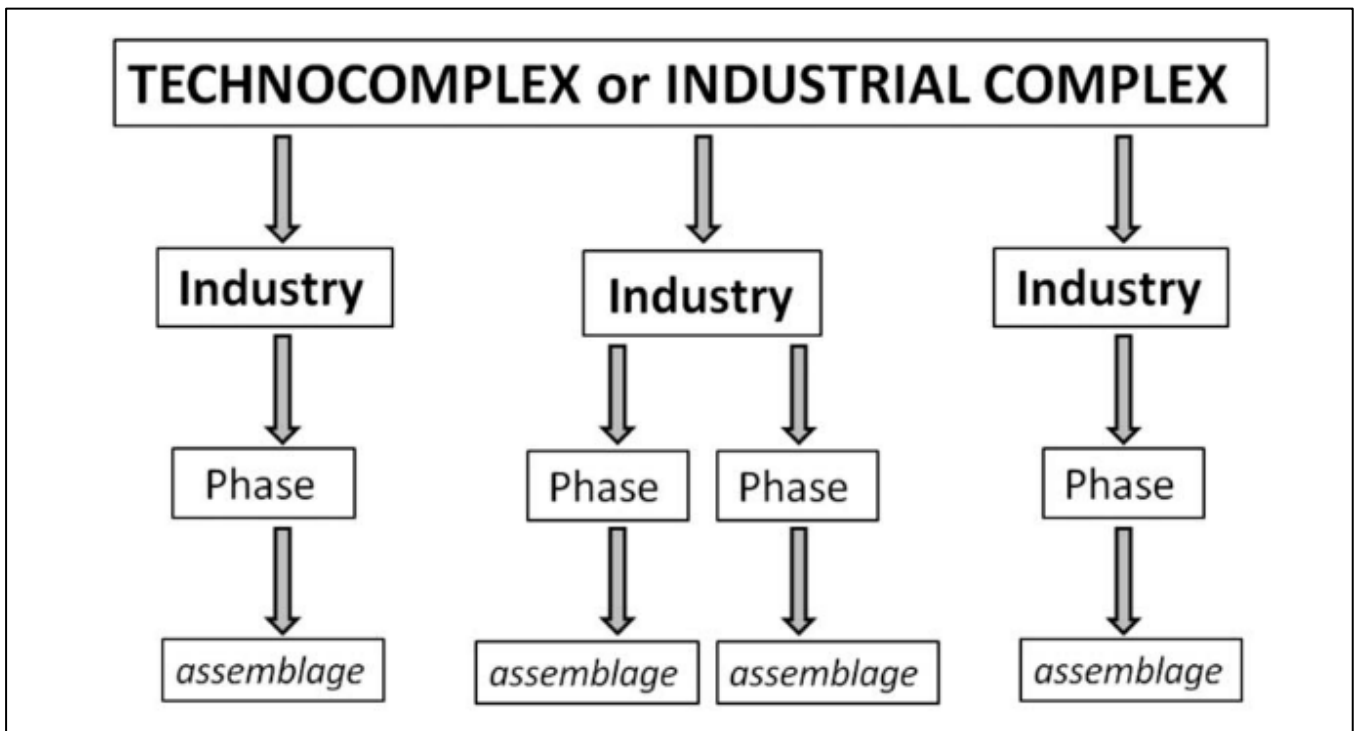 TECHNOCOMPLEX or INDUSTRIAL COMPLEX
Industry
Industry
Industry
Phase
Phase
Phase
Phase
assemblage
assemblage
assemblage
assemblage